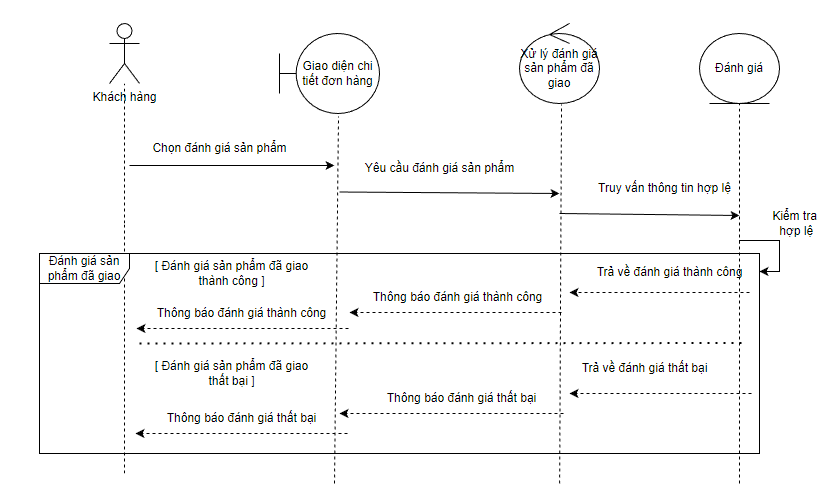 Khách hàng
Giao diện chi
tiết đơn hàng
Xử lý đánh giá
sản phẩm đã
giao
Đánh giá
Chọn đánh giá sản phẩm
Yêu cầu đánh giá sản phẩm
Truy vấn thông tin hợp lệ
Kiểm tra
hợp lệ
Đánh giá sản
phẩm đã giao
[ Đánh giá sản phẩm đã giao
thành công ]
Trả về đánh giá thành công
Thông báo đánh giá thành công
Thông báo đánh giá thành công
[ Đánh giá sản phẩm đã giao
thất bại ]
Trả về đánh giá thất bại
Thông báo đánh giá thất bại
Thông báo đánh giá thất bại